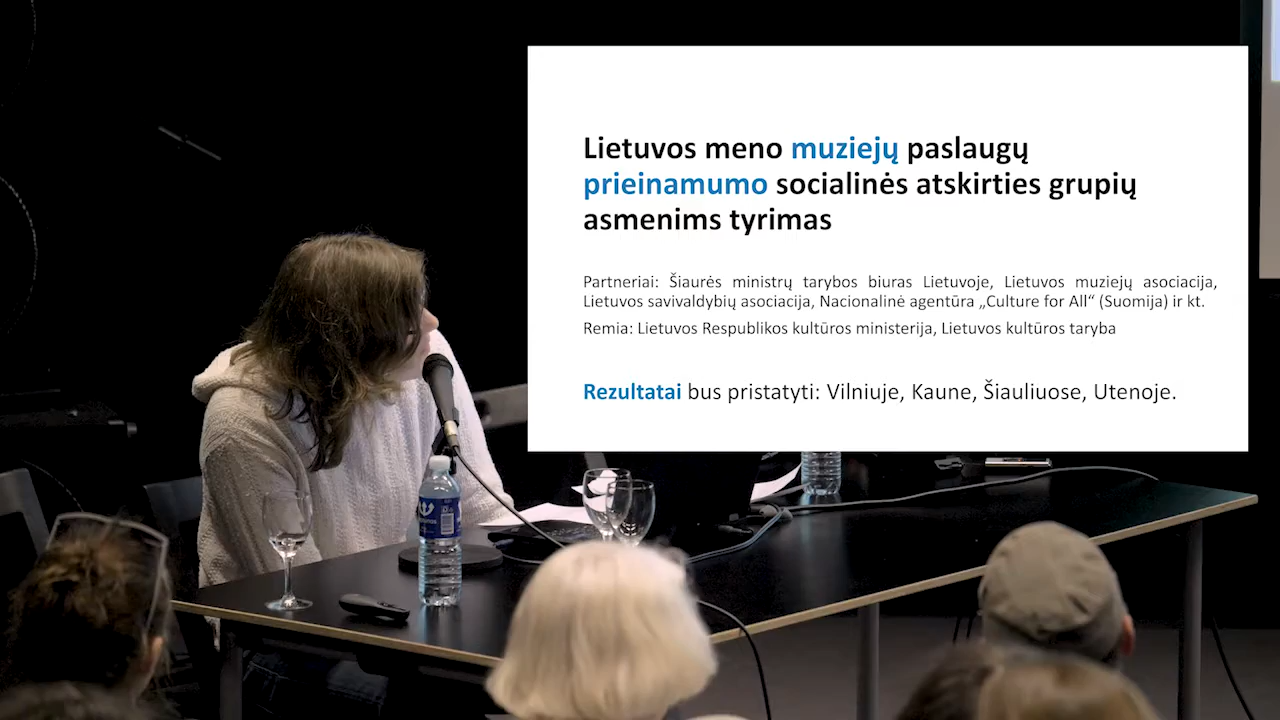 Lietuvos meno muziejų paslaugų
prieinamumo socialinės atskirties grupių
asmenims tyrimas
Partneriai: Šiaurės ministrų tarybos biuras Lietuvoje, Lietuvos muziejų asociacija,
Lietuvos savivaldybių asociacija, Nacionalinė agentūra „Culture for All“ (Suomija) ir kt.
Remia: Lietuvos Respublikos kultūros ministerija, Lietuvos kultūros taryba
Rezultatai bus pristatyti: Vilniuje, Kaune, Šiauliuose, Utenoje.